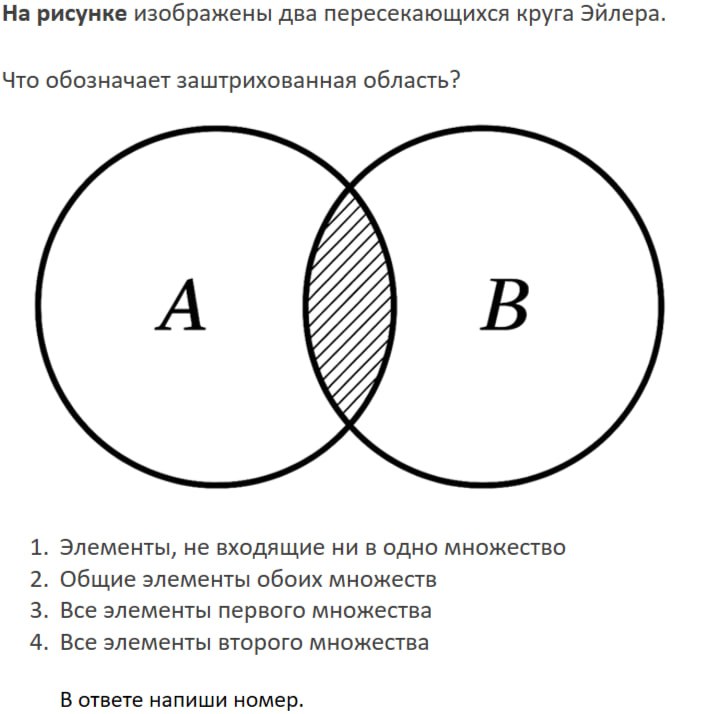 На рисунке изображены два пересекающихся круга Эйлера.
Что обозначает заштрихованная область?
A
B
1. Элементы, не входящие ни в одно множество
2. Общие элементы обоих множеств
3. Все элементы первого множества
4. Все элементы второго множества
В ответе напиши номер.